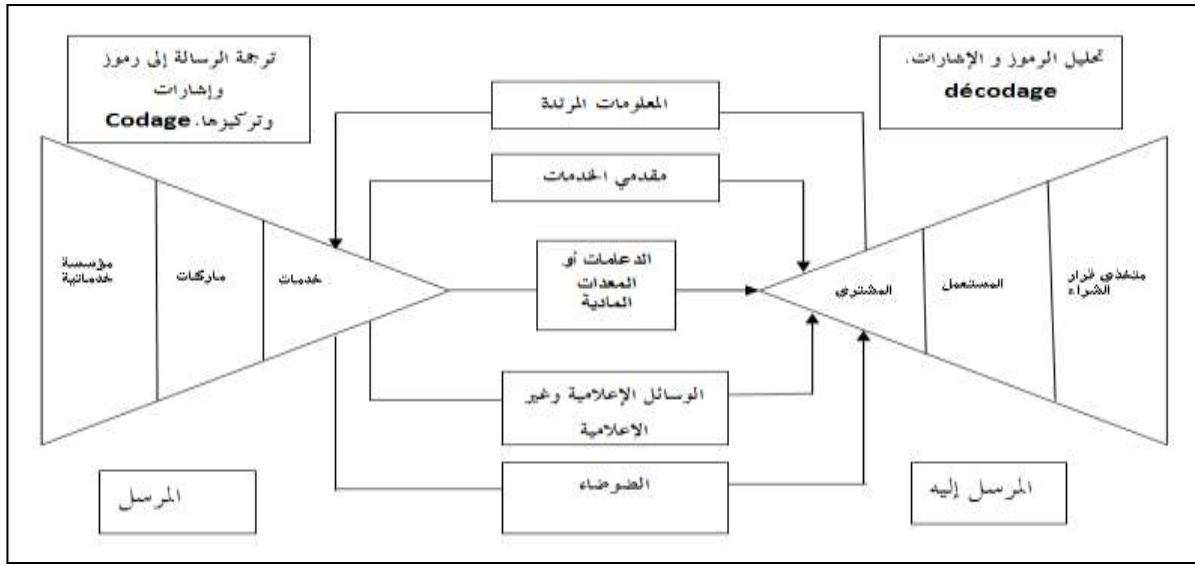 تحليل الرموز و الإشارات.
décodage
ترجمة الرسالة إلى رموز
وإشارات
وتركيزها. Codage
المعلومات المرتدة
مقدمي الخدمات
الدعامات أو
المعدات
المادية
الوسائل الإعلامية وغير
الإعلامية
الضوضاء
متخذي قرار
الشراء
المستعمل
المشتري
خدمات
ماركات
مؤسسة
خدماتية
المرسل إليه
المرسل